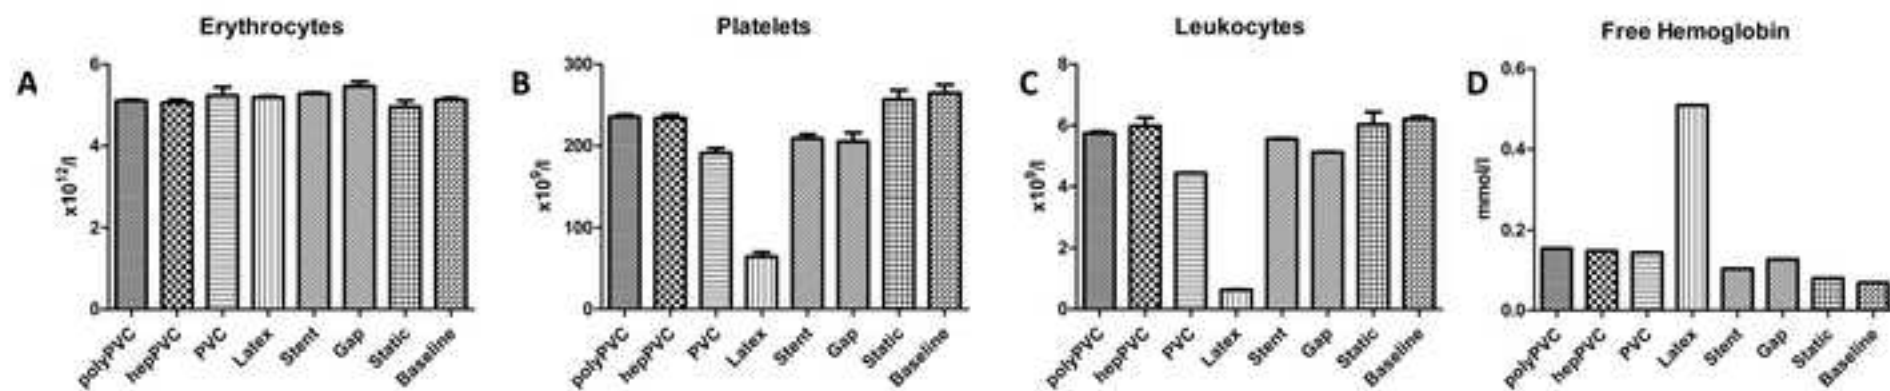 Erythrocytes
A
6
4
2
0
x10¹²/l
polyPVC
hepPVC
PVC
Latex
Stent
Gap
Static
Baseline
Platelets
B
300
200
100
0
x10⁹/l
polyPVC
hepPVC
PVC
Latex
Stent
Gap
Static
Baseline
Leukocytes
C
8
6
4
2
0
x10⁹/l
polyPVC
hepPVC
PVC
Latex
Stent
Gap
Static
Baseline
Free Hemoglobin
D
0.6
0.4
0.2
0.0
mmol/l
polyPVC
hepPVC
PVC
Latex
Stent
Gap
Static
Baseline